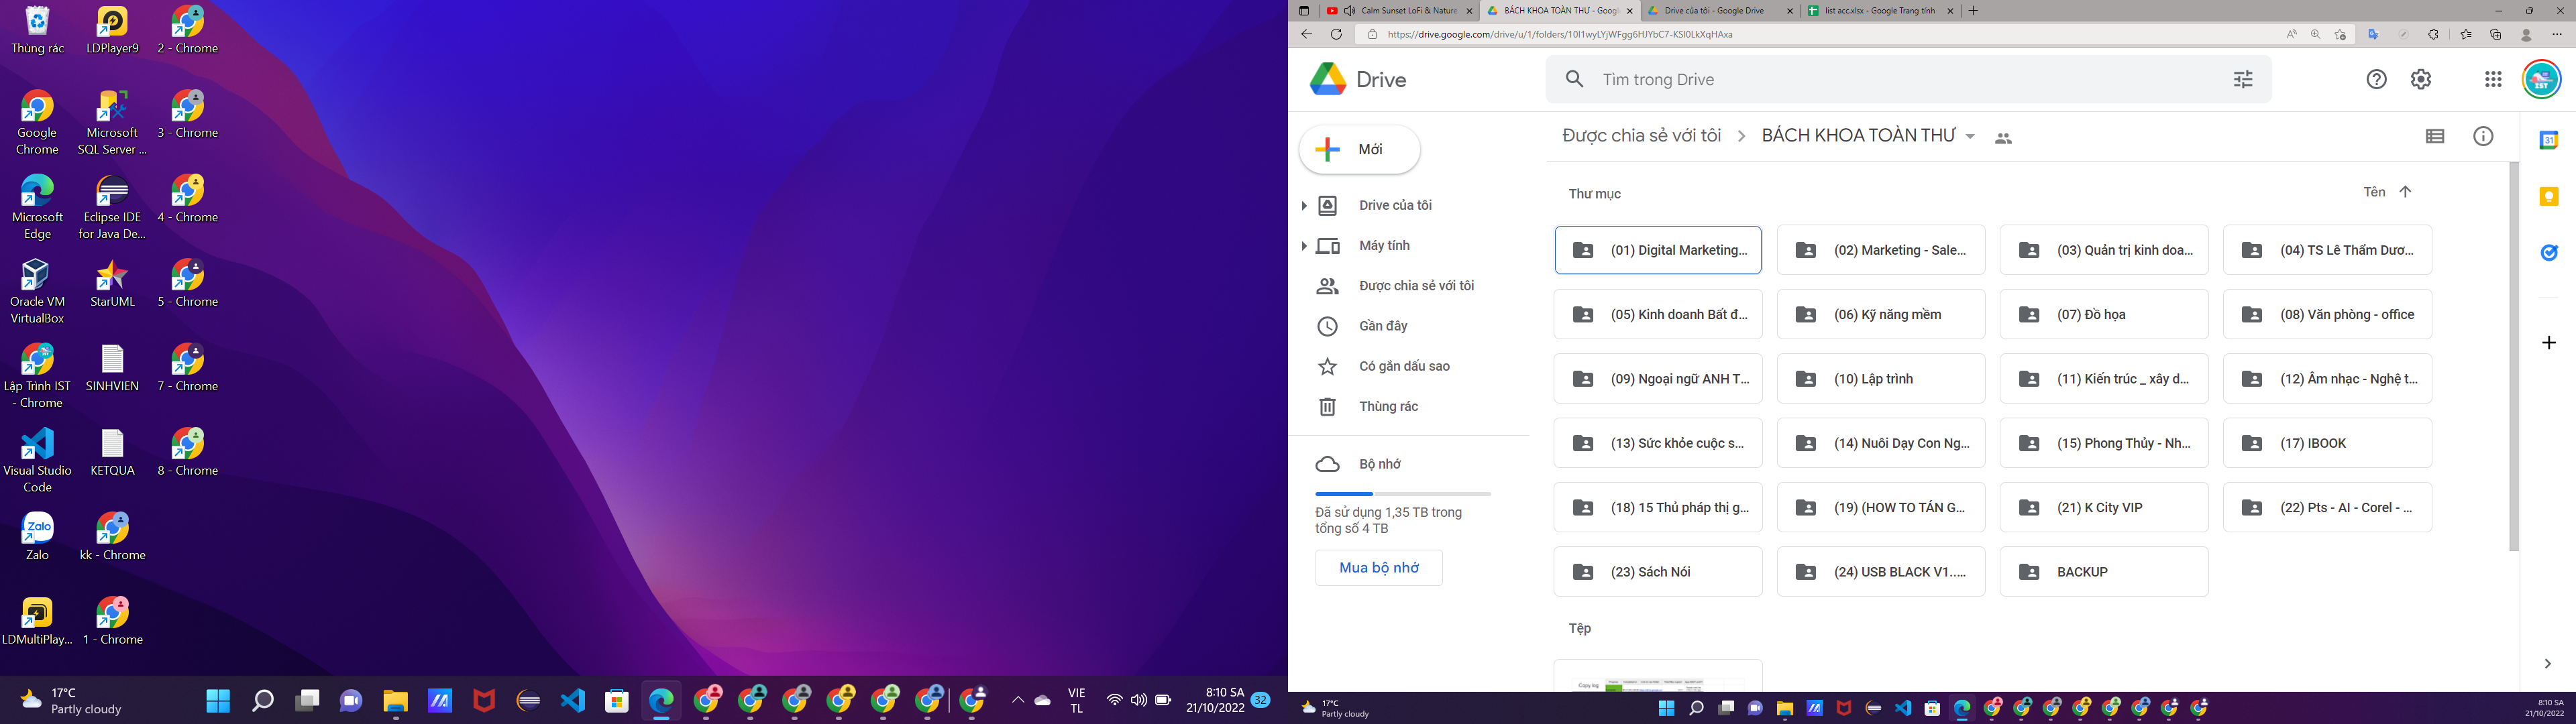 Thùng rác
LDPlayer9
2 - Chrome
Google
Chrome
Microsoft
SQL Server ...
3 - Chrome
Microsoft
Edge
Eclipse IDE
for Java De...
4 - Chrome
Oracle VM
VirtualBox
StarUML
5 - Chrome
Lập Trình IST
- Chrome
SINHVIEN
7 - Chrome
Visual Studio
Code
KETQUA
8 - Chrome
Zalo
Zalo
kk - Chrome
LDMultiPlay...
1 - Chrome
17°C
Partly cloudy
VIE
TL
8:10 SA
21/10/2022
32
Calm Sunset LoFi & Nature
BÁCH KHOA TOÀN THƯ - Goog
Drive của tôi - Google Drive
list acc.xlsx - Google Trang tính
Drive
Tìm trong Drive
IST
Mới
Được chia sẻ với tôi
BÁCH KHOA TOÀN THƯ
Drive của tôi
Máy tính
Được chia sẻ với tôi
Gần đây
Có gắn dấu sao
Thùng rác
Bộ nhớ
Đã sử dụng 1,35 TB trong
tổng số 4 TB
Mua bộ nhớ
Thư mục
Tên
(01) Digital Marketing...
(02) Marketing - Sale...
(03) Quản trị kinh doa...
(04) TS Lê Thẩm Dươ...
(05) Kinh doanh Bất đ...
(06) Kỹ năng mềm
(07) Đồ họa
(08) Văn phòng - office
(09) Ngoại ngữ ANH T...
(10) Lập trình
(11) Kiến trúc _ xây d...
(12) Âm nhạc - Nghệ t...
(13) Sức khỏe cuộc s...
(14) Nuôi Dạy Con Ng...
(15) Phong Thủy - Nh...
(17) IBOOK
(18) 15 Thủ pháp thị g...
(19) (HOW TO TÁN G...
(21) K City VIP
(22) Pts - AI - Corel - ...
(23) Sách Nói
(24) USB BLACK V1....
BACKUP
Tệp
31
17°C
Partly cloudy
8:10 SA
21/10/2022